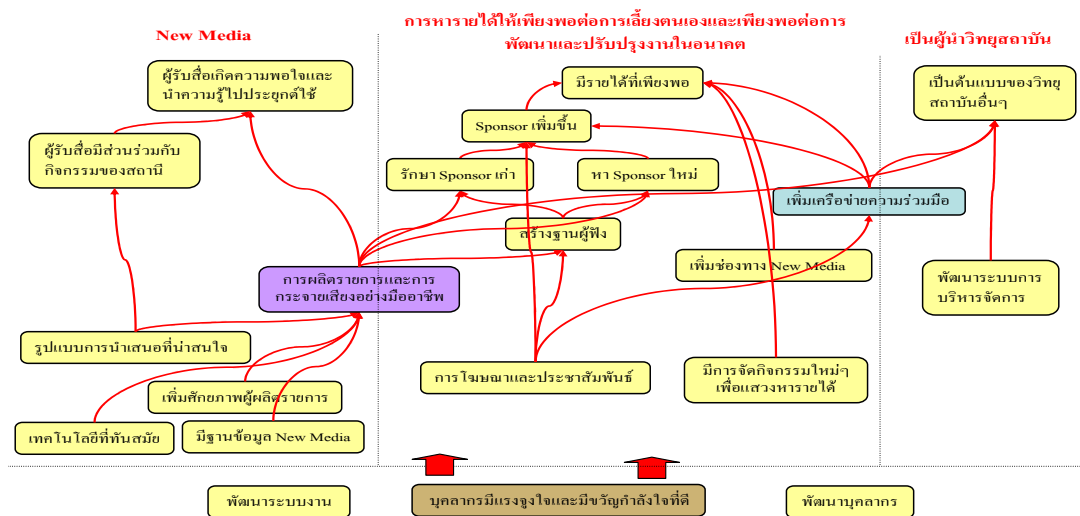 การหารายได้ให้เพียงพอต่อการเลี้ยงตนเองและเพียงพอต่อการ
พัฒนาและปรับปรุงงานในอนาคต
New Media
เป็นผู้นำวิทยุสถาบัน
ผู้รับสื่อเกิดความพอใจและ
นำความรู้ไปประยุกต์ใช้
มีรายได้ที่เพียงพอ
เป็นต้นแบบของวิทยุ
สถาบันอื่นๆ
Sponsor เพิ่มขึ้น
ผู้รับสื่อมีส่วนร่วมกับ
กิจกรรมของสถานี
รักษา Sponsor เก่า
หา Sponsor ใหม่
เพิ่มเครือข่ายความร่วมมือ
สร้างฐานผู้ฟัง
เพิ่มช่องทาง New Media
การผลิตรายการและการ
กระจายเสียงอย่างมืออาชีพ
พัฒนาระบบการ
บริหารจัดการ
รูปแบบการนำเสนอที่น่าสนใจ
การโฆษณาและประชาสัมพันธ์
มีการจัดกิจกรรมใหม่ๆ
เพื่อแสวงหารายได้
เพิ่มศักยภาพผู้ผลิตรายการ
เทคโนโลยีที่ทันสมัย
มีฐานข้อมูล New Media
พัฒนาระบบงาน
บุคลากรมีแรงจูงใจและมีขวัญกำลังใจที่ดี
พัฒนาบุคลากร